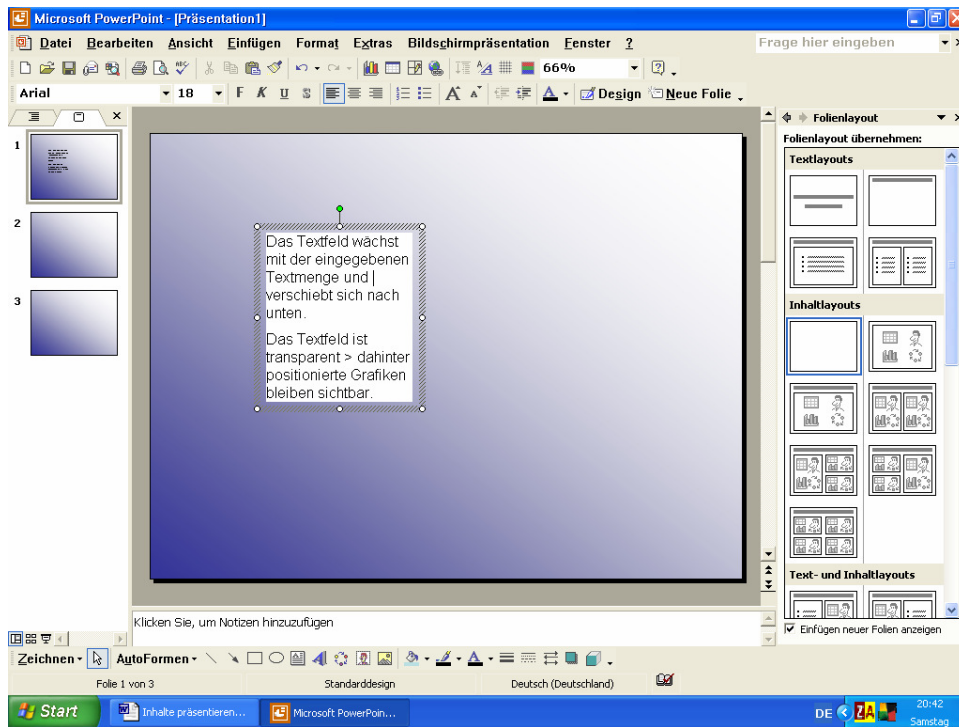 Microsoft PowerPoint - [Präsentation1]
Datei Bearbeiten Ansicht Einfügen Format Extras Bildschirmpräsentation Fenster ?
Frage hier eingeben
66%
Arial 18 F K U S Design Neue Folie
Folienlayout
Folienlayout übernehmen:
Textlayouts
1
2
3
Das Textfeld wächst
mit der eingegebenen
Textmenge und
verschiebt sich nach
unten.
Das Textfeld ist
transparent > dahinter
positionierte Grafiken
bleiben sichtbar.
Inhaltlayouts
Text- und Inhaltlayouts
Einfügen neuer Folien anzeigen
Klicken Sie, um Notizen hinzuzufügen
Zeichnen AutoFormen
Folie 1 von 3 Standarddesign Deutsch (Deutschland)
Start Inhalte präsentieren... Microsoft PowerPoin... DE ZA 20:42
Samstag